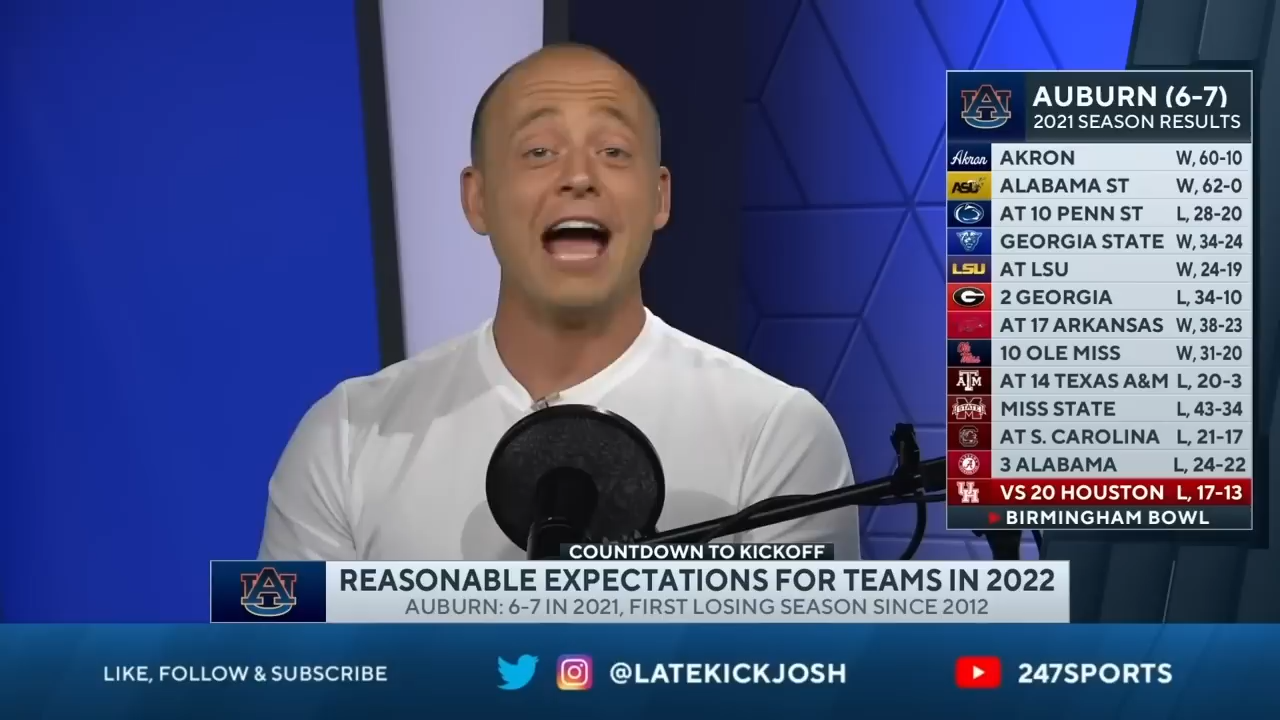 AUBURN (6-7)
2021 SEASON RESULTS
Akron AKRON W, 60-10
ASU ALABAMA ST W, 62-0
AT 10 PENN ST L, 28-20
GEORGIA STATE W, 34-24
LSU AT LSU W, 24-19
G 2 GEORGIA L, 34-10
AT 17 ARKANSAS W, 38-23
Ole Miss 10 OLE MISS W, 31-20
ATM AT 14 TEXAS A&M L, 20-3
STATE MISS STATE L, 43-34
AT S. CAROLINA L, 21-17
3 ALABAMA L, 24-22
UH VS 20 HOUSTON L, 17-13
BIRMINGHAM BOWL
COUNTDOWN TO KICKOFF
AU REASONABLE EXPECTATIONS FOR TEAMS IN 2022
AUBURN: 6-7 IN 2021, FIRST LOSING SEASON SINCE 2012
LIKE, FOLLOW & SUBSCRIBE @LATEKICKJOSH 247SPORTS